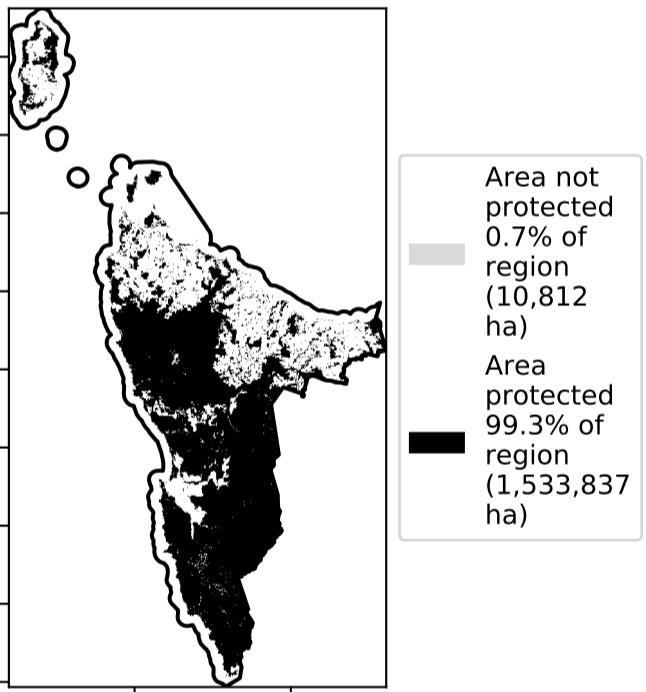 Area not
protected
0.7% of
region
(10,812
ha)
Area
protected
99.3% of
region
(1,533,837
ha)